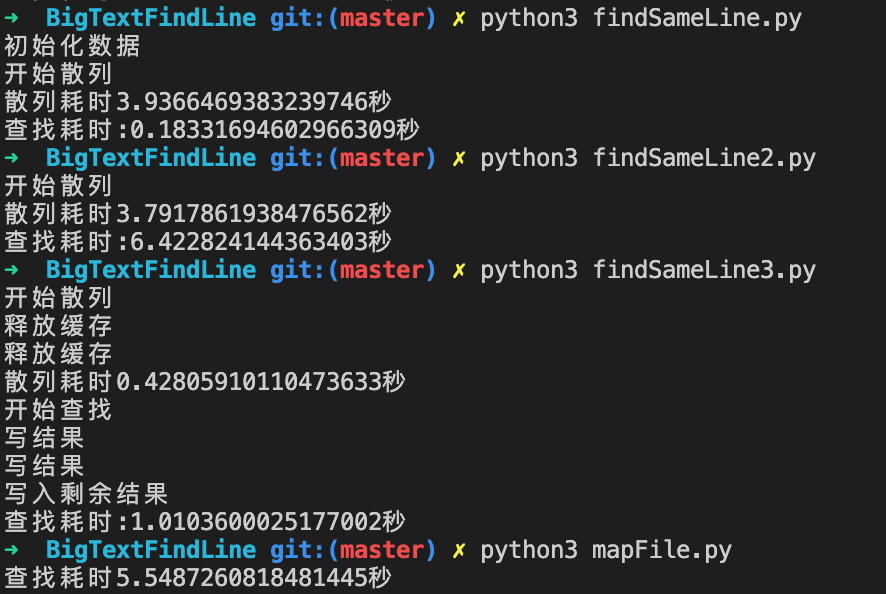 ➜  BigTextFindLine git:(master) ✗ python3 findSameLine.py
初始化数据
开始散列
散列耗时3.9366469383239746秒
查找耗时:0.18331694602966309秒
➜  BigTextFindLine git:(master) ✗ python3 findSameLine2.py
开始散列
散列耗时3.7917861938476562秒
查找耗时:6.422824144363403秒
➜  BigTextFindLine git:(master) ✗ python3 findSameLine3.py
开始散列
释放缓存
释放缓存
散列耗时0.42805910110473633秒
开始查找
写结果
写结果
写入剩余结果
查找耗时:1.0103600025177002秒
➜  BigTextFindLine git:(master) ✗ python3 mapFile.py
查找耗时5.5487260818481445秒